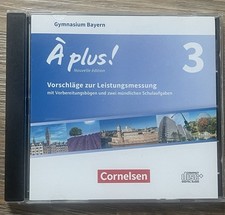 Gymnasium Bayern
À plus!
Nouvelle édition
3
Vorschläge zur Leistungsmessung
mit Vorbereitungsbögen und zwei mündlichen Schulaufgaben
Cornelsen